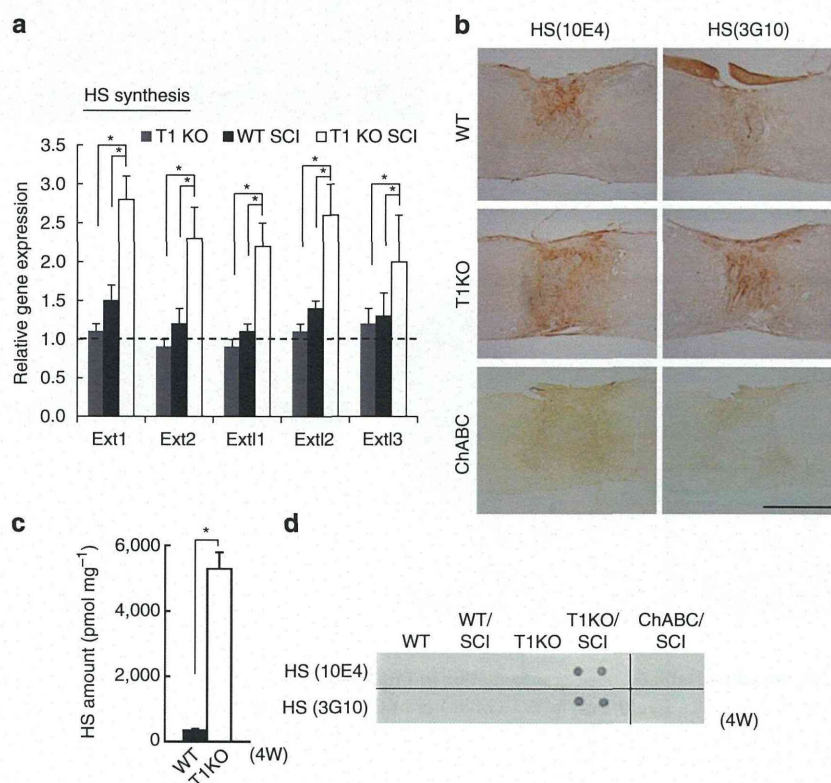 a
HS synthesis
T1 KO WT SCI T1 KO SCI
Relative gene expression
3.5
3.0
2.5
2.0
1.5
1.0
0.5
0.0
* * * * * * * * * *
Ext1 Ext2 Extl1 Extl2 Extl3
b
HS(10E4) HS(3G10)
WT
T1KO
ChABC
c
HS amount (pmol mg⁻¹)
6,000
4,000
2,000
0
*
WT T1KO (4W)
d
WT WT/SCI T1KO T1KO/SCI ChABC/SCI
HS (10E4)
HS (3G10)
(4W)